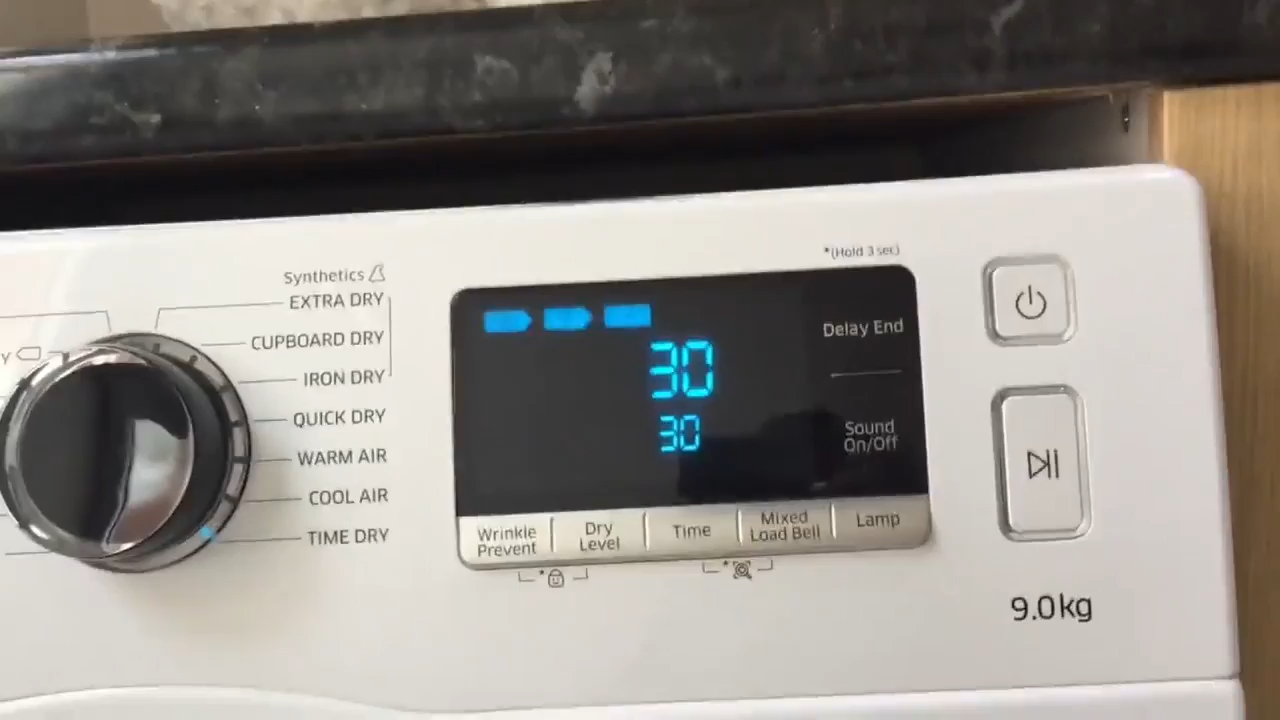 Synthetics
EXTRA DRY
CUPBOARD DRY
IRON DRY
QUICK DRY
WARM AIR
COOL AIR
TIME DRY
Y
*(Hold 3 sec)
Delay End
30
30
Sound
On/Off
Wrinkle
Prevent
Dry
Level
Time
Mixed
Load Bell
Lamp
9.0kg